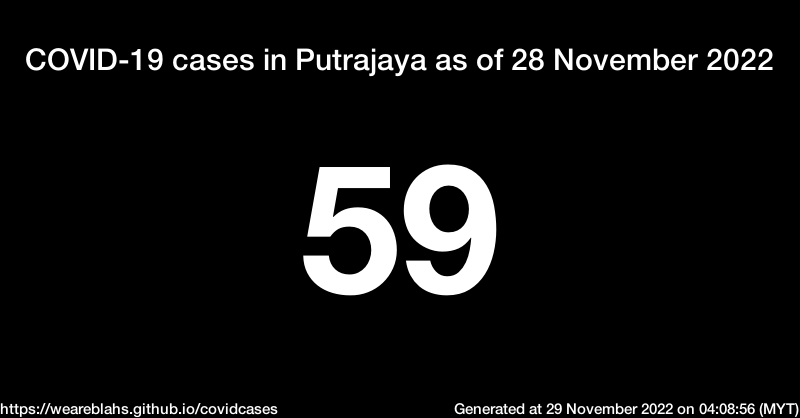 COVID-19 cases in Putrajaya as of 28 November 2022
59
https://weareblahs.github.io/covidcases
Generated at 29 November 2022 on 04:08:56 (MYT)